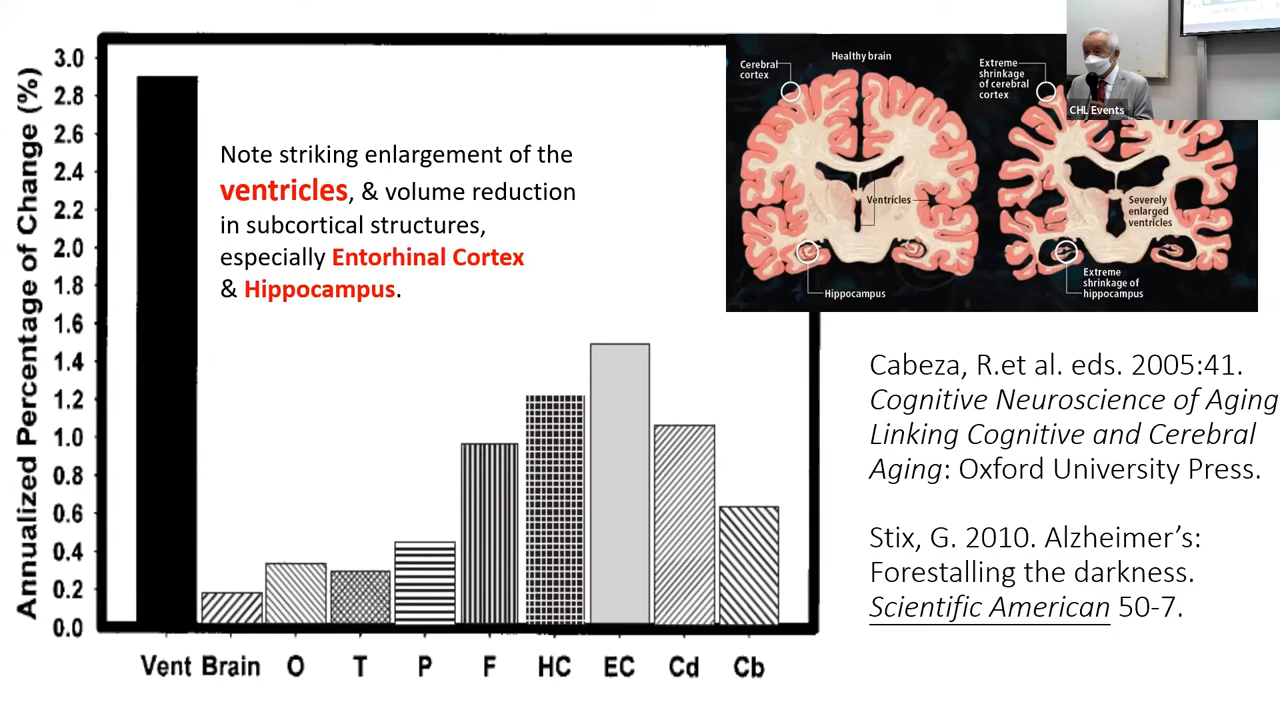 Annualized Percentage of Change (%)
3.0
2.8
2.6
2.4
2.2
2.0
1.8
1.6
1.4
1.2
1.0
0.8
0.6
0.4
0.2
0.0
Vent Brain O T P F HC EC Cd Cb
Note striking enlargement of the
ventricles, & volume reduction
in subcortical structures,
especially Entorhinal Cortex
& Hippocampus.
Healthy brain
Cerebral
cortex
Ventricles
Hippocampus
Extreme
shrinkage
of cerebral
cortex
Severely
enlarged
ventricles
Extreme
shrinkage of
hippocampus
CHL Events
Cabeza, R.et al. eds. 2005:41.
Cognitive Neuroscience of Aging
Linking Cognitive and Cerebral
Aging: Oxford University Press.
Stix, G. 2010. Alzheimer’s:
Forestalling the darkness.
Scientific American 50-7.